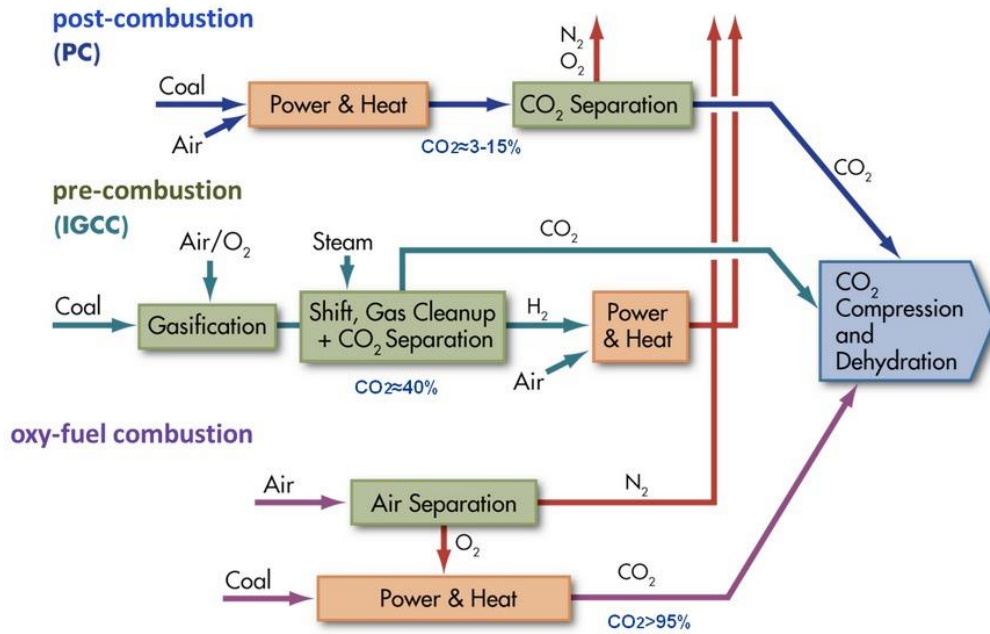 post-combustion
(PC)
N₂
O₂
Coal
Air
Power & Heat
CO₂ Separation
CO₂≈3-15%
CO₂
pre-combustion
(IGCC)
Air/O₂
Steam
CO₂
Coal
Gasification
Shift, Gas Cleanup
+ CO₂ Separation
H₂
Air
Power
& Heat
CO₂≈40%
CO₂
Compression
and
Dehydration
oxy-fuel combustion
Air
Air Separation
N₂
O₂
Coal
Power & Heat
CO₂
CO₂>95%